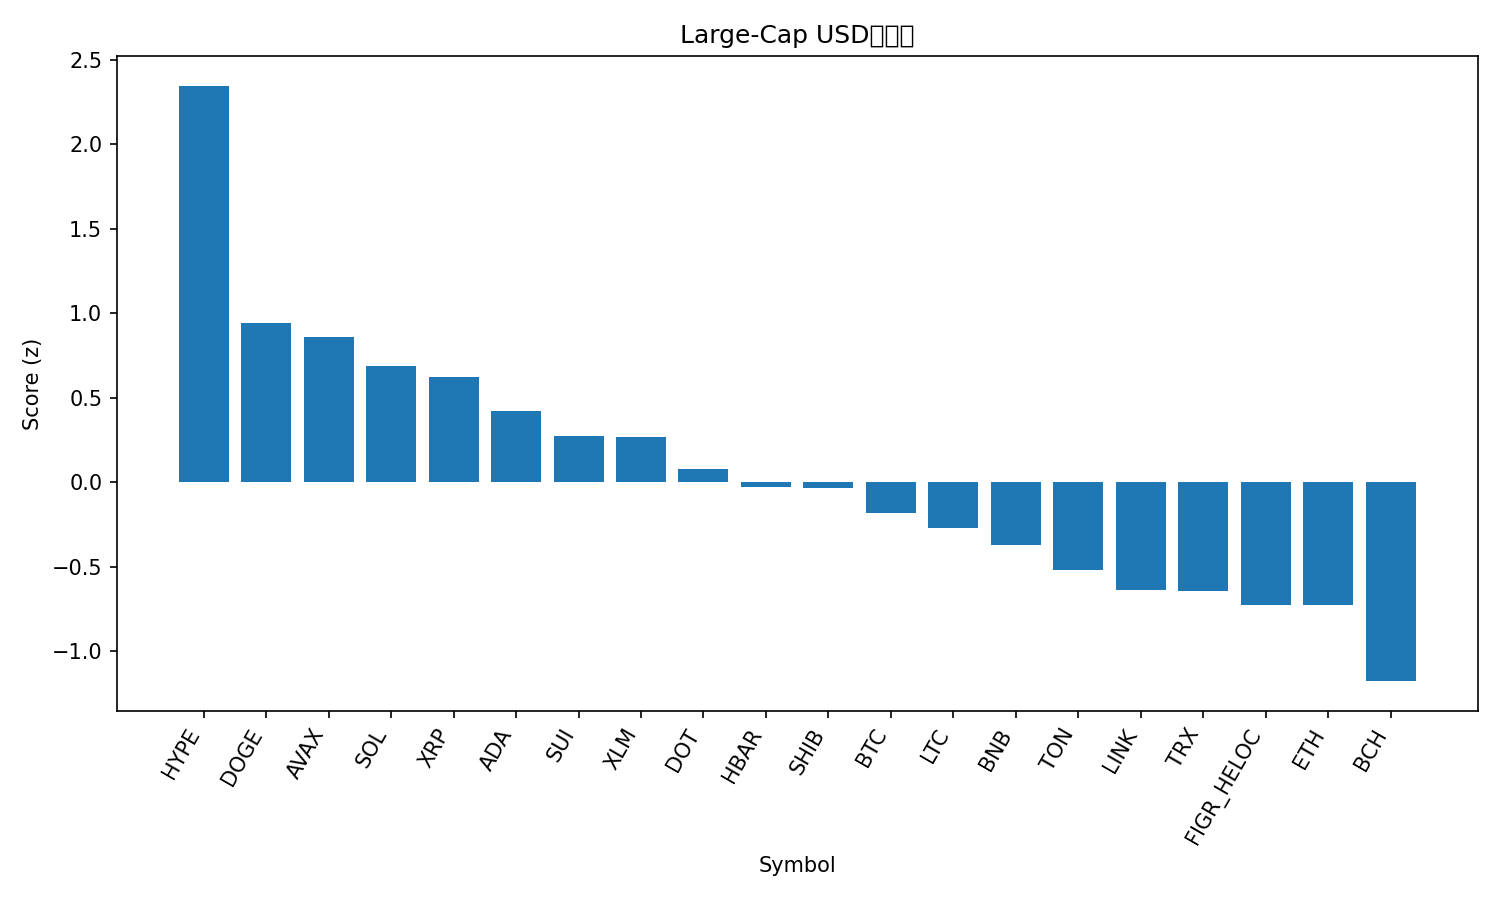 Large-Cap USD
2.5
2.0
1.5
1.0
0.5
0.0
−0.5
−1.0
Score (z)
HYPE
DOGE
AVAX
SOL
XRP
ADA
SUI
XLM
DOT
HBAR
SHIB
BTC
LTC
BNB
TON
LINK
TRX
FIGR_HELOC
ETH
BCH
Symbol